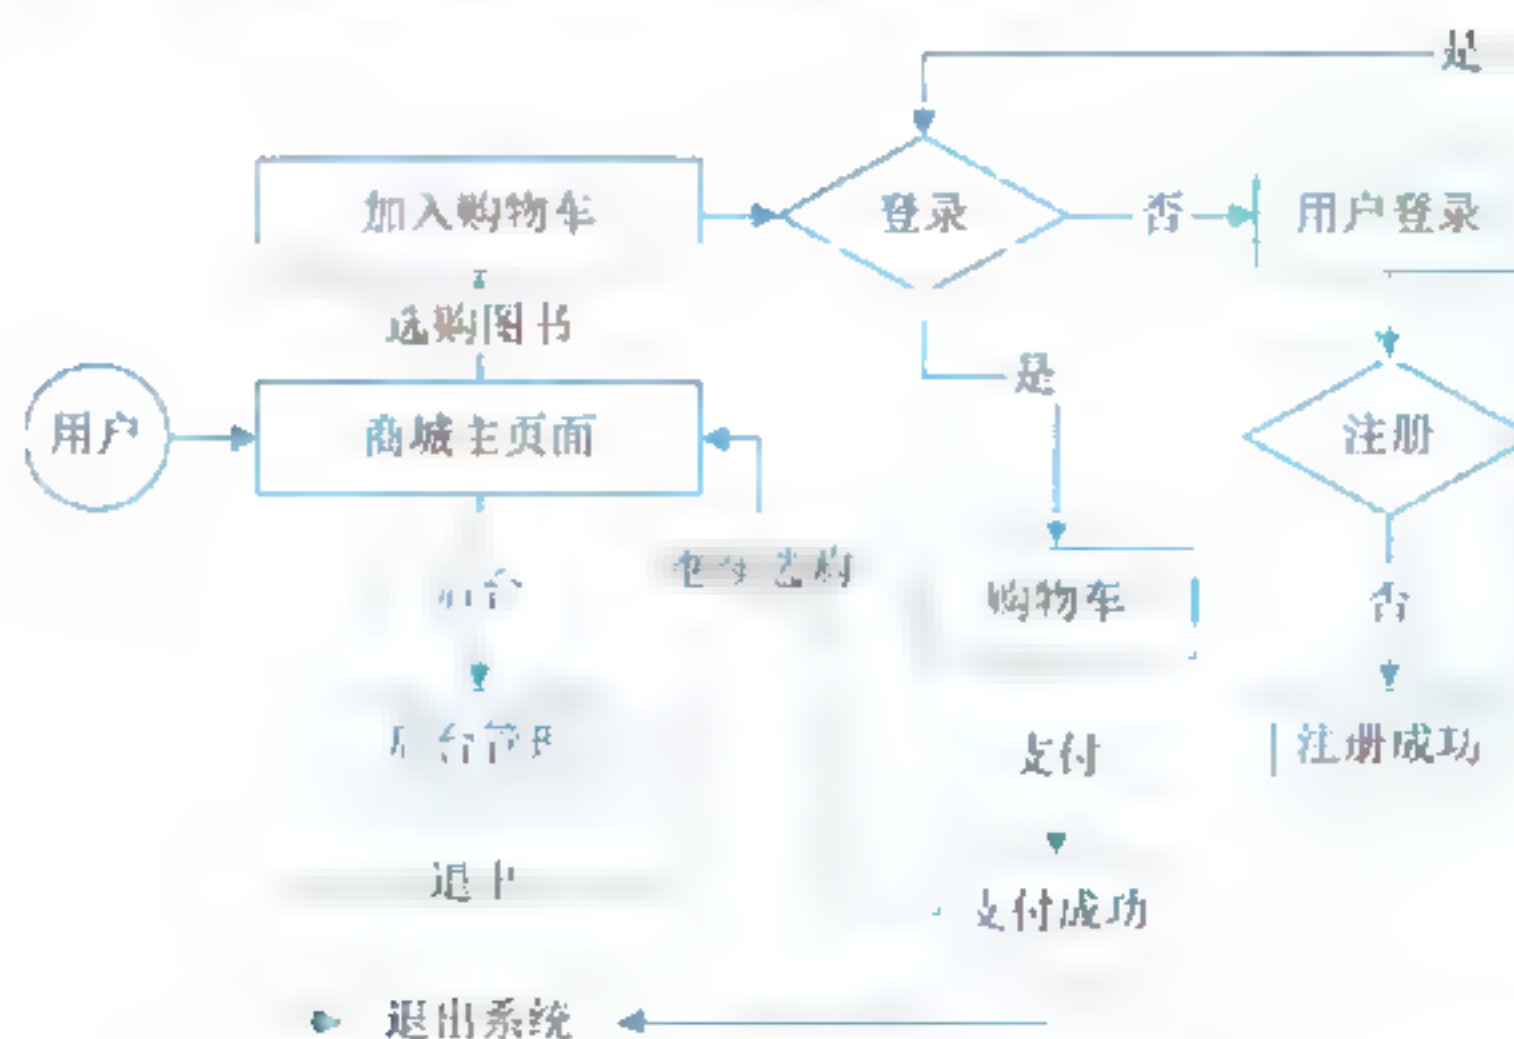 是
加入购物车
登录
否
用户登录
选购图书
是
用户
商城主页面
注册
购物车
否
支付
注册成功
支付成功
退出系统